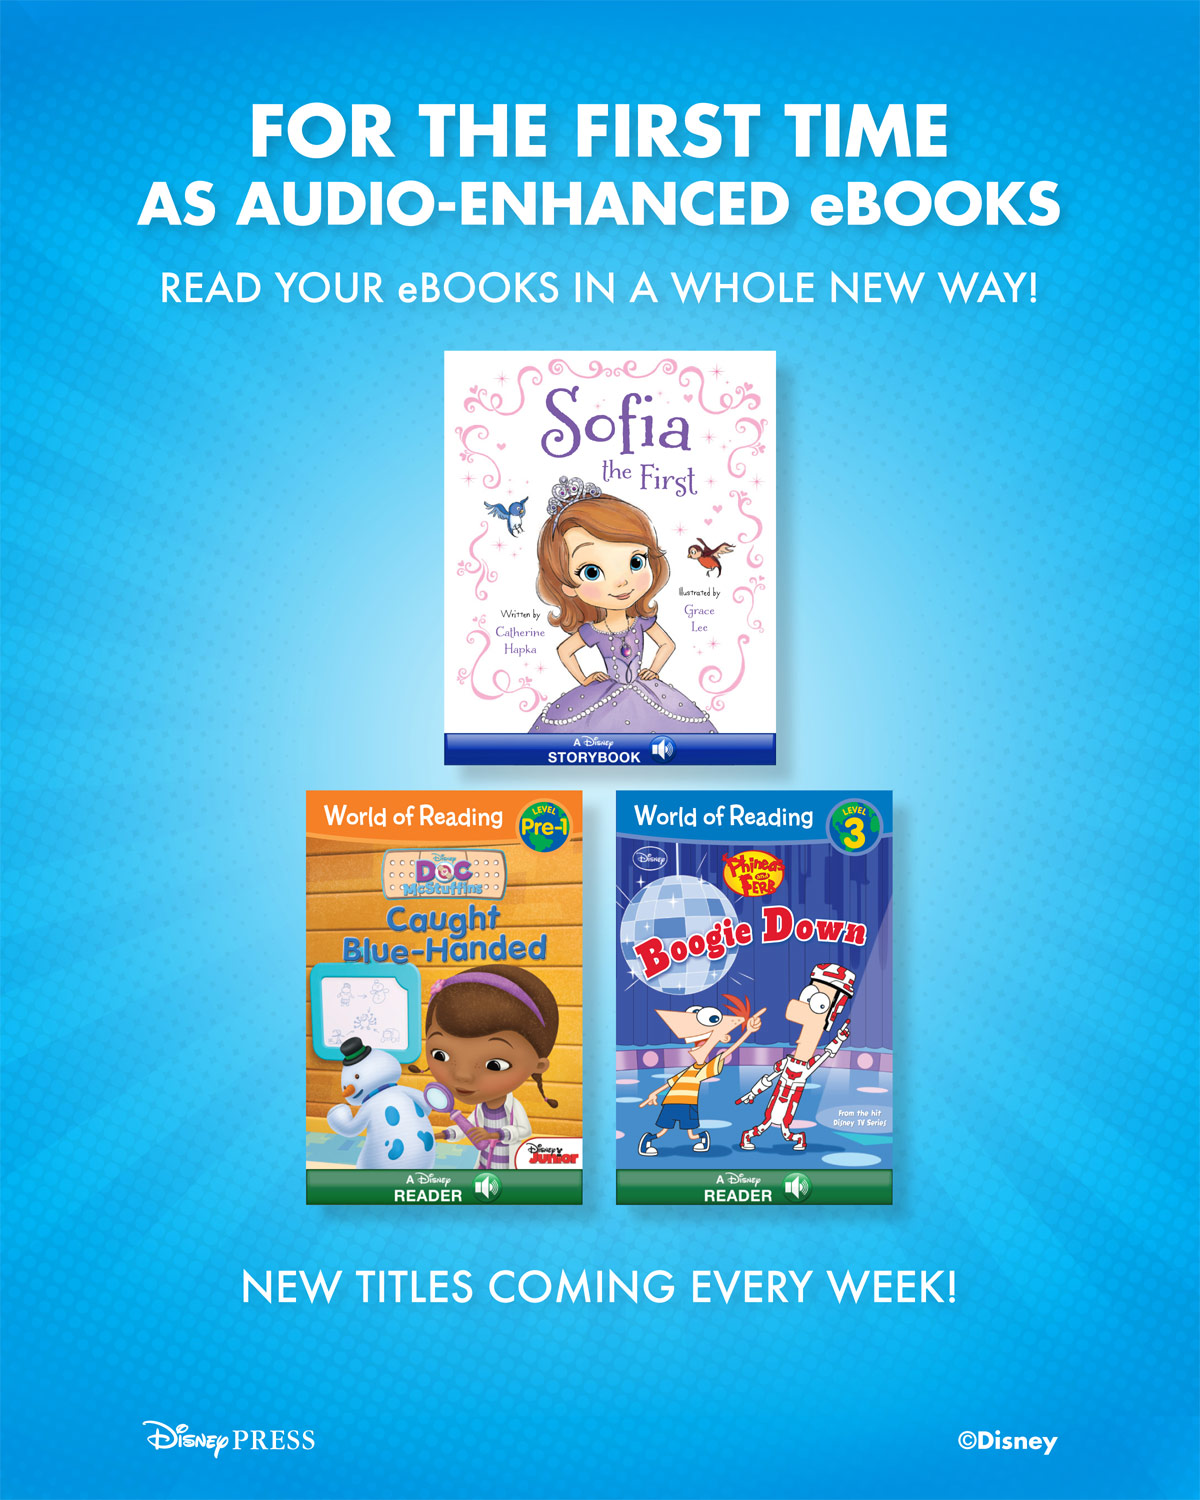 FOR THE FIRST TIME
AS AUDIO-ENHANCED eBOOKS
READ YOUR eBOOKS IN A WHOLE NEW WAY!
Sofia
the First
Written by
Catherine
Hapka
Illustrated by
Grace
Lee
A Disney
STORYBOOK
World of Reading
LEVEL
Pre-1
Disney
DOC
McStuffins
Caught
Blue-Handed
Disney
Junior
A Disney
READER
World of Reading
LEVEL
3
Disney
Phineas
and
Ferb
Boogie Down
From the hit
Disney TV Series
A Disney
READER
NEW TITLES COMING EVERY WEEK!
Disney PRESS
©Disney